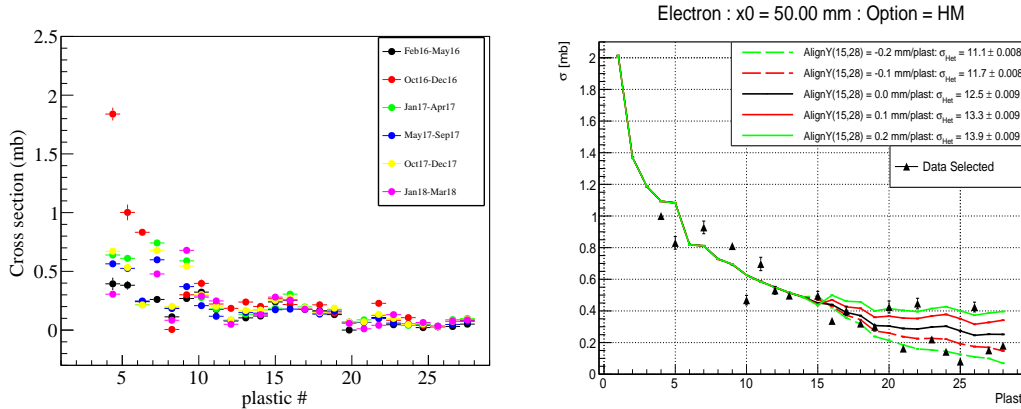 2.5
2
1.5
1
0.5
0
Cross section (mb)
5
10
15
20
25
plastic #
Feb16-May16
Oct16-Dec16
Jan17-Apr17
May17-Sep17
Oct17-Dec17
Jan18-Mar18
Electron : x0 = 50.00 mm : Option = HM
σ [mb]
2
1.8
1.6
1.4
1.2
1
0.8
0.6
0.4
0.2
0
0
5
10
15
20
25
Plast
AlignY(15,28) = -0.2 mm/plast: σHet = 11.1 ± 0.008
AlignY(15,28) = -0.1 mm/plast: σHet = 11.7 ± 0.008
AlignY(15,28) = 0.0 mm/plast: σHet = 12.5 ± 0.009
AlignY(15,28) = 0.1 mm/plast: σHet = 13.3 ± 0.009
AlignY(15,28) = 0.2 mm/plast: σHet = 13.9 ± 0.009
Data Selected